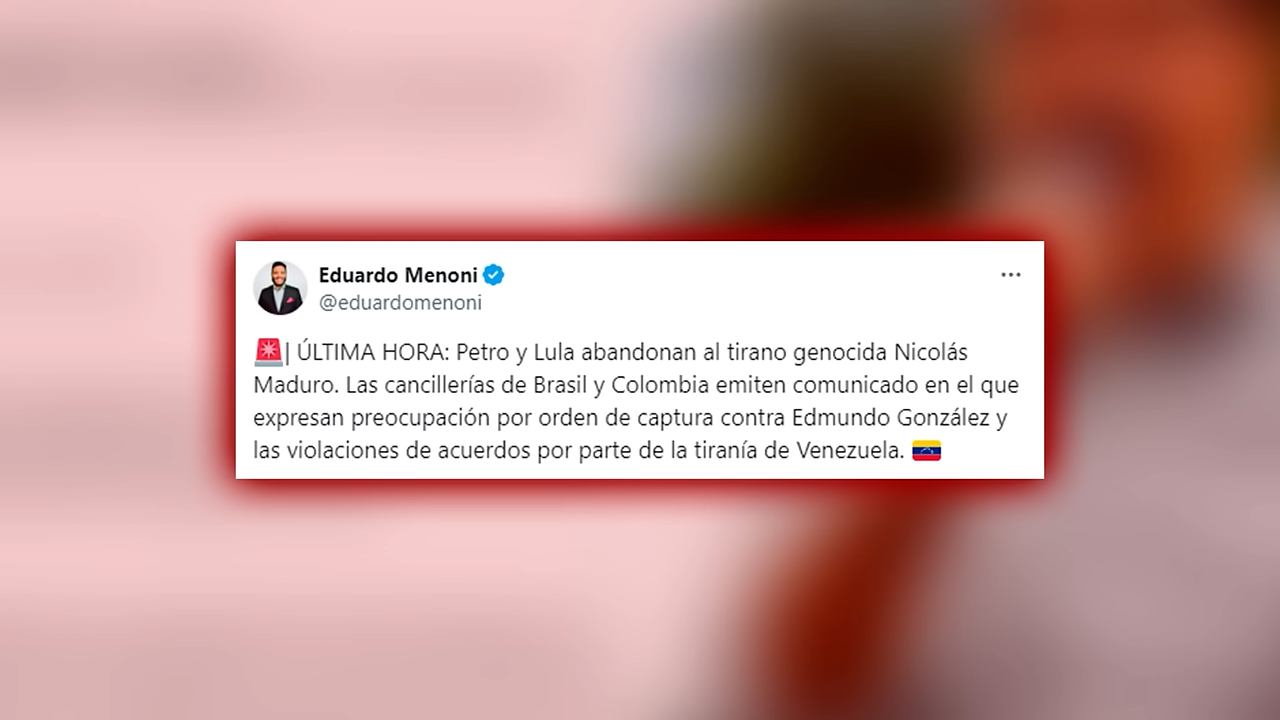 Eduardo Menoni
@eduardomenoni
🚨| ÚLTIMA HORA: Petro y Lula abandonan al tirano genocida Nicolás
Maduro. Las cancillerías de Brasil y Colombia emiten comunicado en el que
expresan preocupación por orden de captura contra Edmundo González y
las violaciones de acuerdos por parte de la tiranía de Venezuela. 🇻🇪